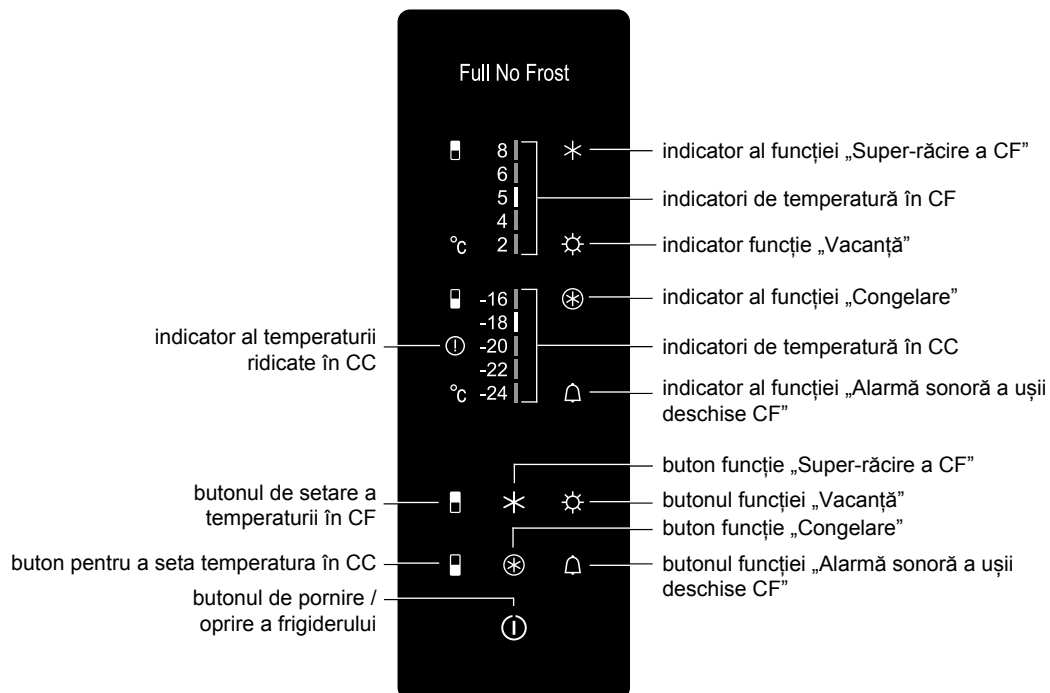 Full No Frost
8
6
5
4
°c 2
-16
-18
-20
-22
°c -24
indicator al funcției „Super-răcire a CF”
indicatori de temperatură în CF
indicator funcție „Vacanță”
indicator al funcției „Congelare”
indicator al temperaturii
ridicate în CC
indicatori de temperatură în CC
indicator al funcției „Alarmă sonoră a ușii
deschise CF”
buton funcție „Super-răcire a CF”
butonul de setare a
temperaturii în CF
butonul funcției „Vacanță”
buton funcție „Congelare”
buton pentru a seta temperatura în CC
butonul funcției „Alarmă sonoră a ușii
deschise CF”
butonul de pornire /
oprire a frigiderului